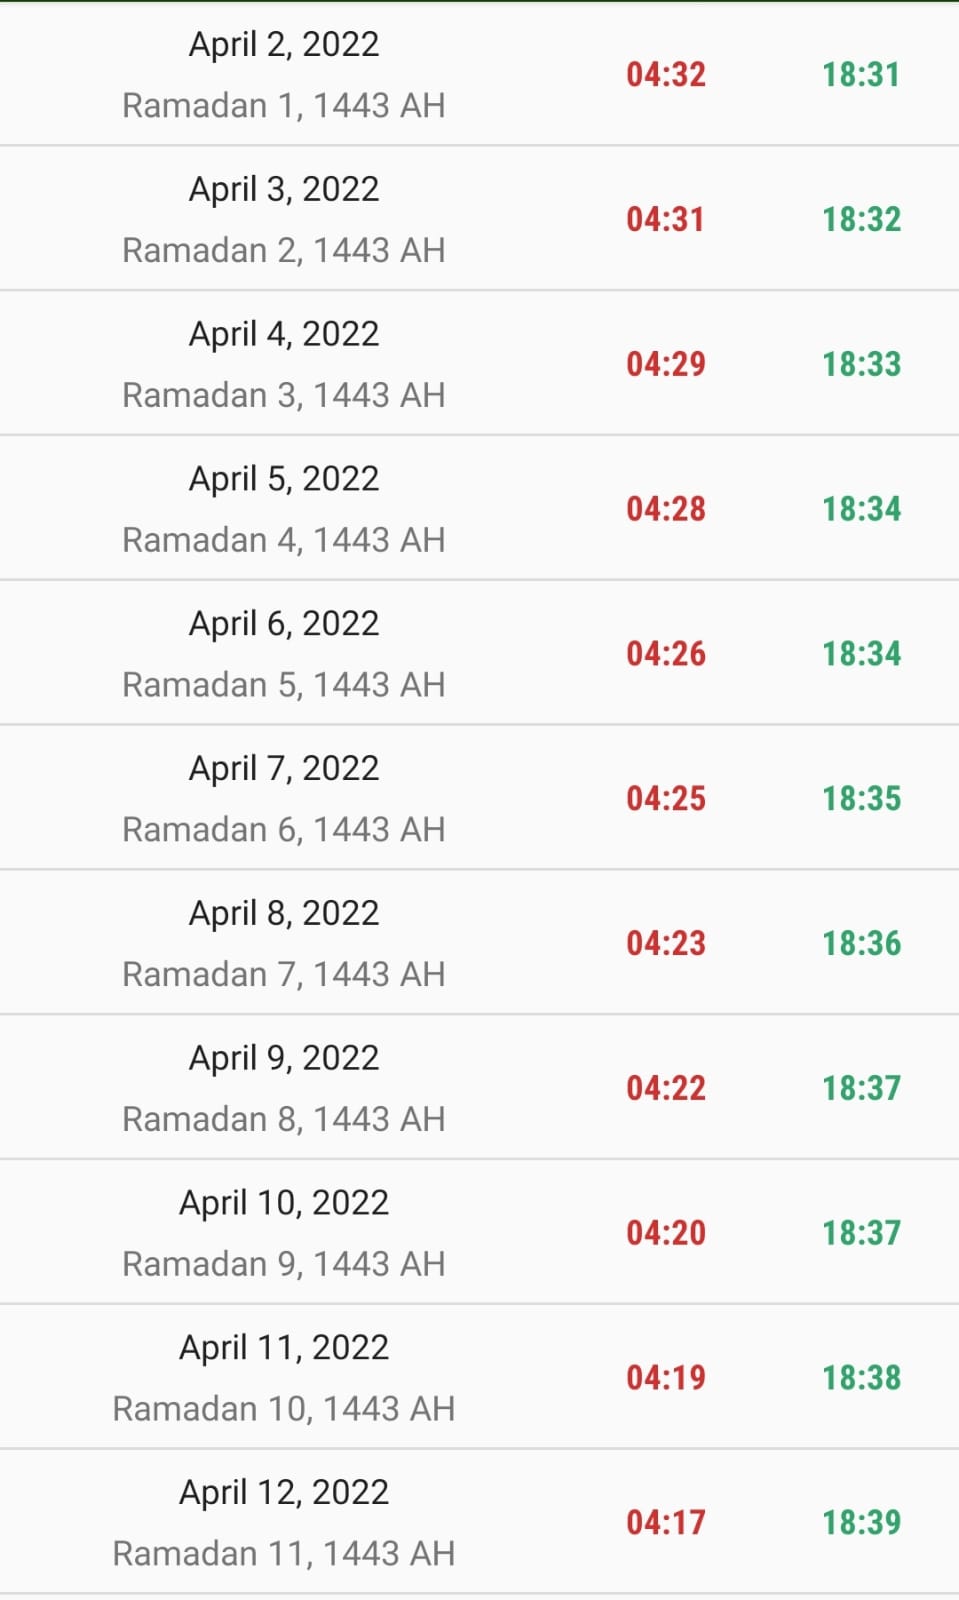 April 2, 2022
Ramadan 1, 1443 AH
04:32 18:31
April 3, 2022
Ramadan 2, 1443 AH
04:31 18:32
April 4, 2022
Ramadan 3, 1443 AH
04:29 18:33
April 5, 2022
Ramadan 4, 1443 AH
04:28 18:34
April 6, 2022
Ramadan 5, 1443 AH
04:26 18:34
April 7, 2022
Ramadan 6, 1443 AH
04:25 18:35
April 8, 2022
Ramadan 7, 1443 AH
04:23 18:36
April 9, 2022
Ramadan 8, 1443 AH
04:22 18:37
April 10, 2022
Ramadan 9, 1443 AH
04:20 18:37
April 11, 2022
Ramadan 10, 1443 AH
04:19 18:38
April 12, 2022
Ramadan 11, 1443 AH
04:17 18:39